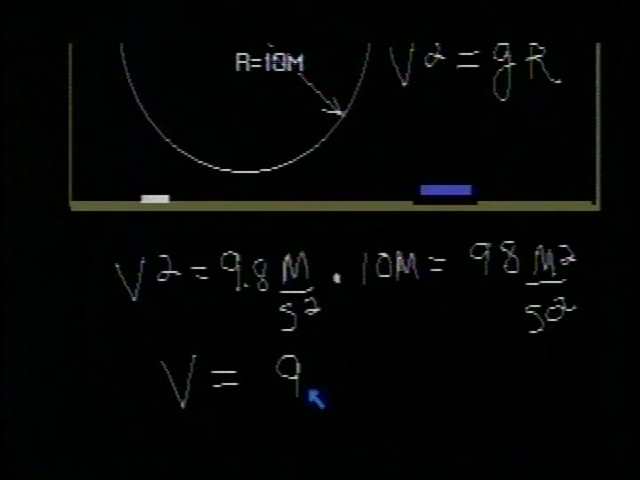 R=10M
V² = gR
V² = 9.8 M/S² · 10M = 98 M²/S²
V = 9